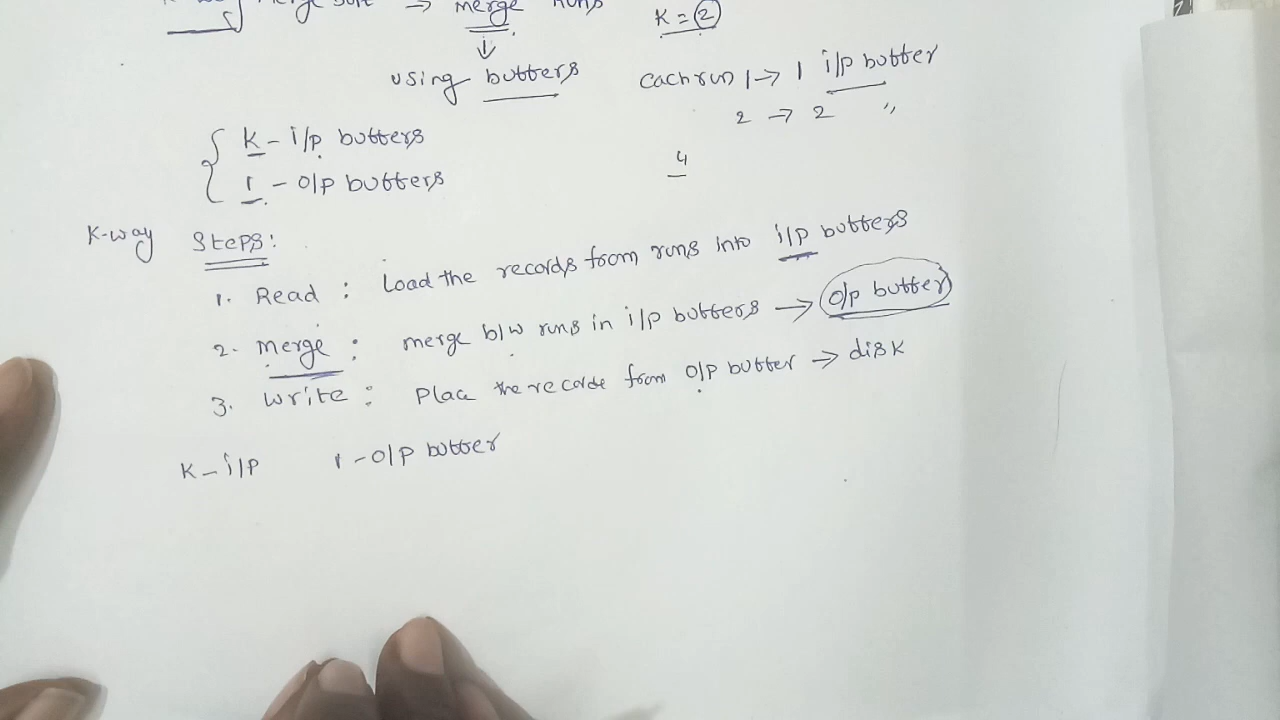 merge runs K = 2
using buffers
each run 1 → 1 i/p buffer
2 → 2 "
{ K - i/p buffers
1 - o/p buffers
4
K-way Steps:
1. Read : Load the records from runs into i/p buffers
2. Merge : merge b/w runs in i/p buffers → o/p buffer
3. Write : Place the records from o/p buffer → disk
K - i/p 1 - o/p buffer